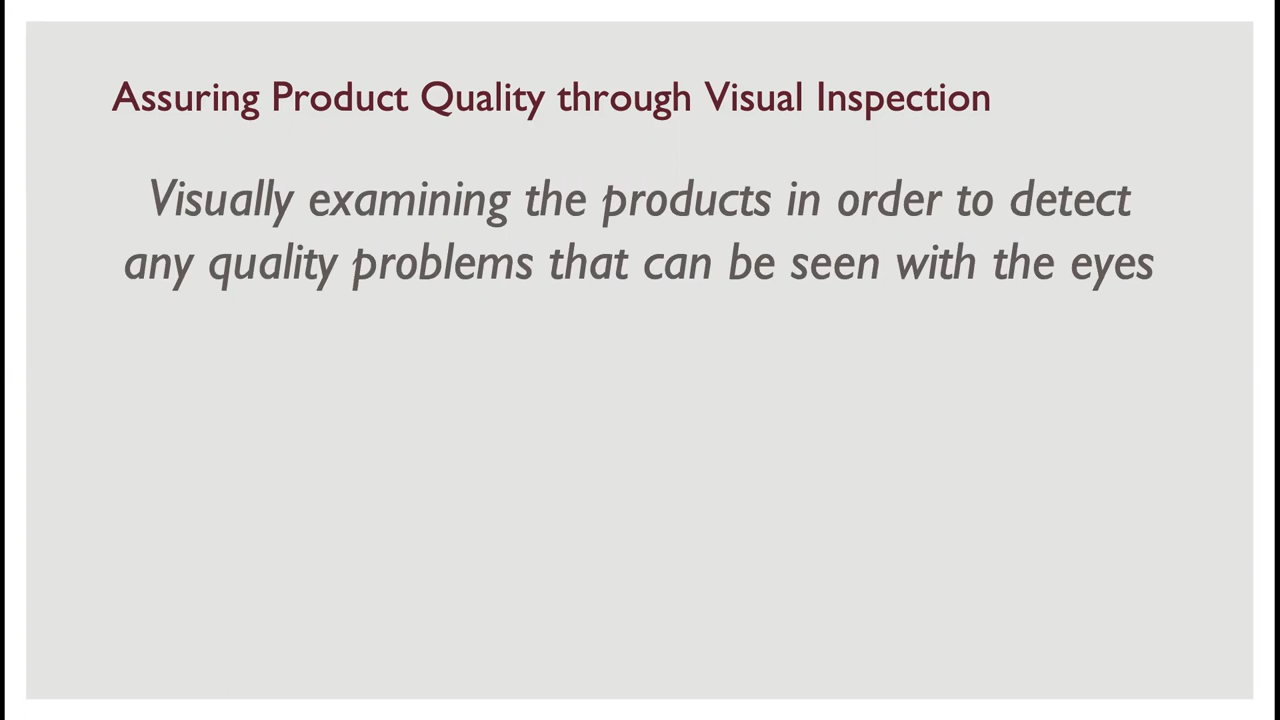 Assuring Product Quality through Visual Inspection
Visually examining the products in order to detect
any quality problems that can be seen with the eyes